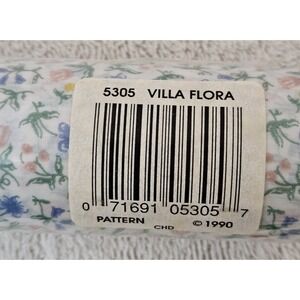 5305 VILLA FLORA
0 71691 05305 7
PATTERN CHD © 1990